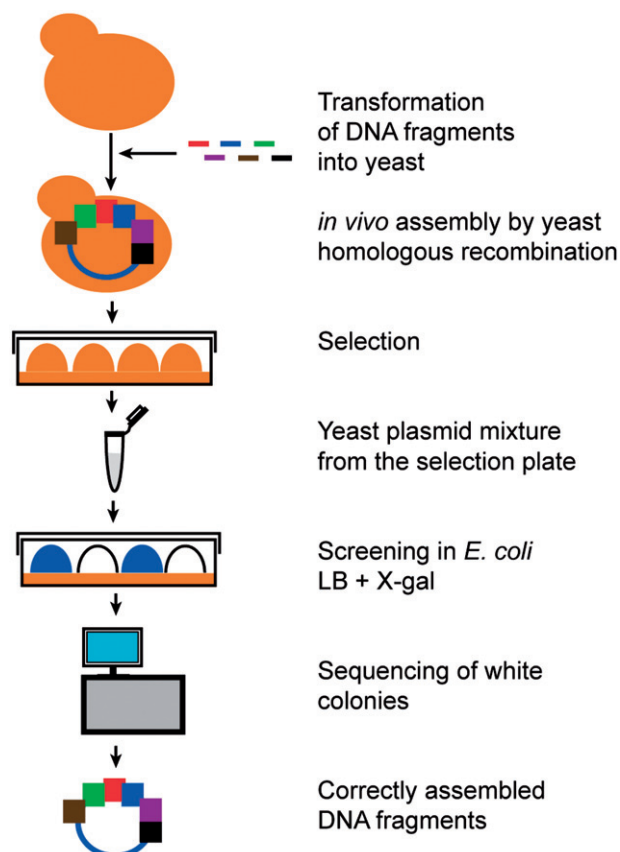 Transformation
of DNA fragments
into yeast
in vivo assembly by yeast
homologous recombination
Selection
Yeast plasmid mixture
from the selection plate
Screening in E. coli
LB + X-gal
Sequencing of white
colonies
Correctly assembled
DNA fragments